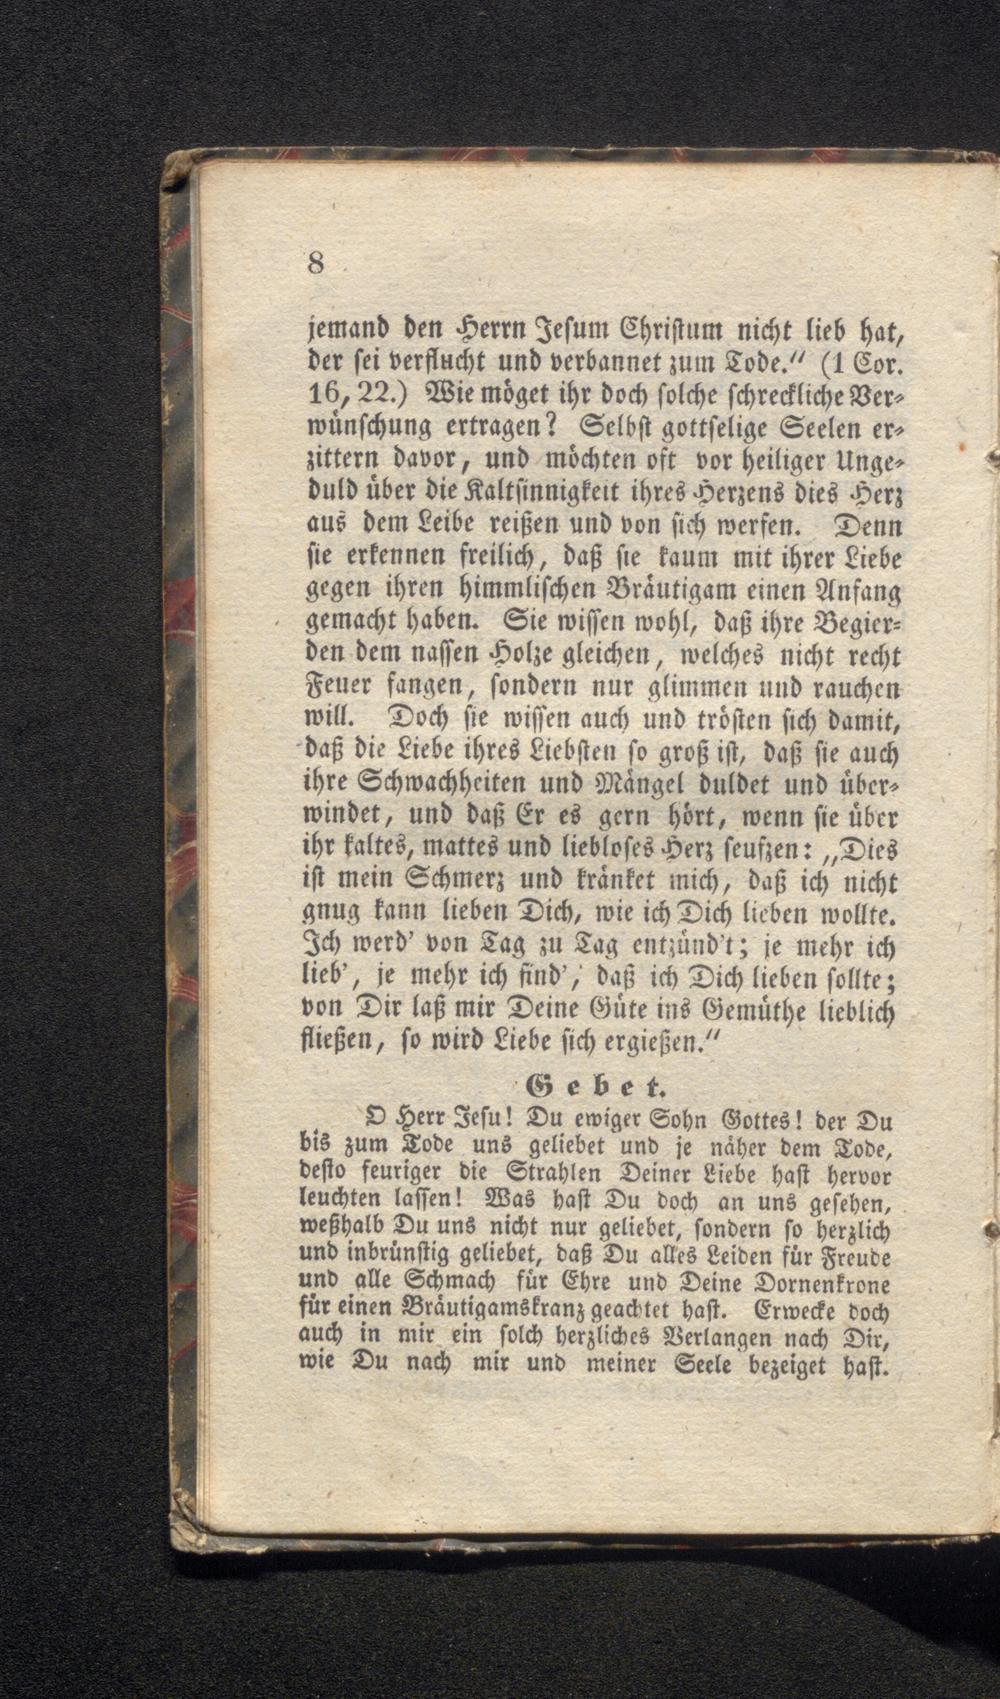 8
jemand den Herrn Jesum Christum nicht lieb hat,
der sei verflucht und verbannet zum Tode.“ (1 Cor.
16, 22.) Wie möget ihr doch solche schreckliche Ver-
wünschung ertragen? Selbst gottselige Seelen er-
zittern davor, und möchten oft vor heiliger Unge-
duld über die Kaltsinnigkeit ihres Herzens dies Herz
aus dem Leibe reißen und von sich werfen. Denn
sie erkennen freilich, daß sie kaum mit ihrer Liebe
gegen ihren himmlischen Bräutigam einen Anfang
gemacht haben. Sie wissen wohl, daß ihre Begier-
den dem nassen Holze gleichen, welches nicht recht
Feuer fangen, sondern nur glimmen und rauchen
will. Doch sie wissen auch und trösten sich damit,
daß die Liebe ihres Liebsten so groß ist, daß sie auch
ihre Schwachheiten und Mängel duldet und über-
windet, und daß Er es gern hört, wenn sie über
ihr kaltes, mattes und liebloses Herz seufzen: „Dies
ist mein Schmerz und kränket mich, daß ich nicht
gnug kann lieben Dich, wie ich Dich lieben wollte.
Ich werd’ von Tag zu Tag entzünd’t; je mehr ich
lieb’, je mehr ich find’, daß ich Dich lieben sollte;
von Dir laß mir Deine Güte ins Gemüthe lieblich
fließen, so wird Liebe sich ergießen.“
Gebet.
O Herr Jesu! Du ewiger Sohn Gottes! der Du
bis zum Tode uns geliebet und je näher dem Tode,
desto feuriger die Strahlen Deiner Liebe hast hervor
leuchten lassen! Was hast Du doch an uns gesehen,
weßhalb Du uns nicht nur geliebet, sondern so herzlich
und inbrünstig geliebet, daß Du alles Leiden für Freude
und alle Schmach für Ehre und Deine Dornenkrone
für einen Bräutigamskranz geachtet hast. Erwecke doch
auch in mir ein solch herzliches Verlangen nach Dir,
wie Du nach mir und meiner Seele bezeiget hast.